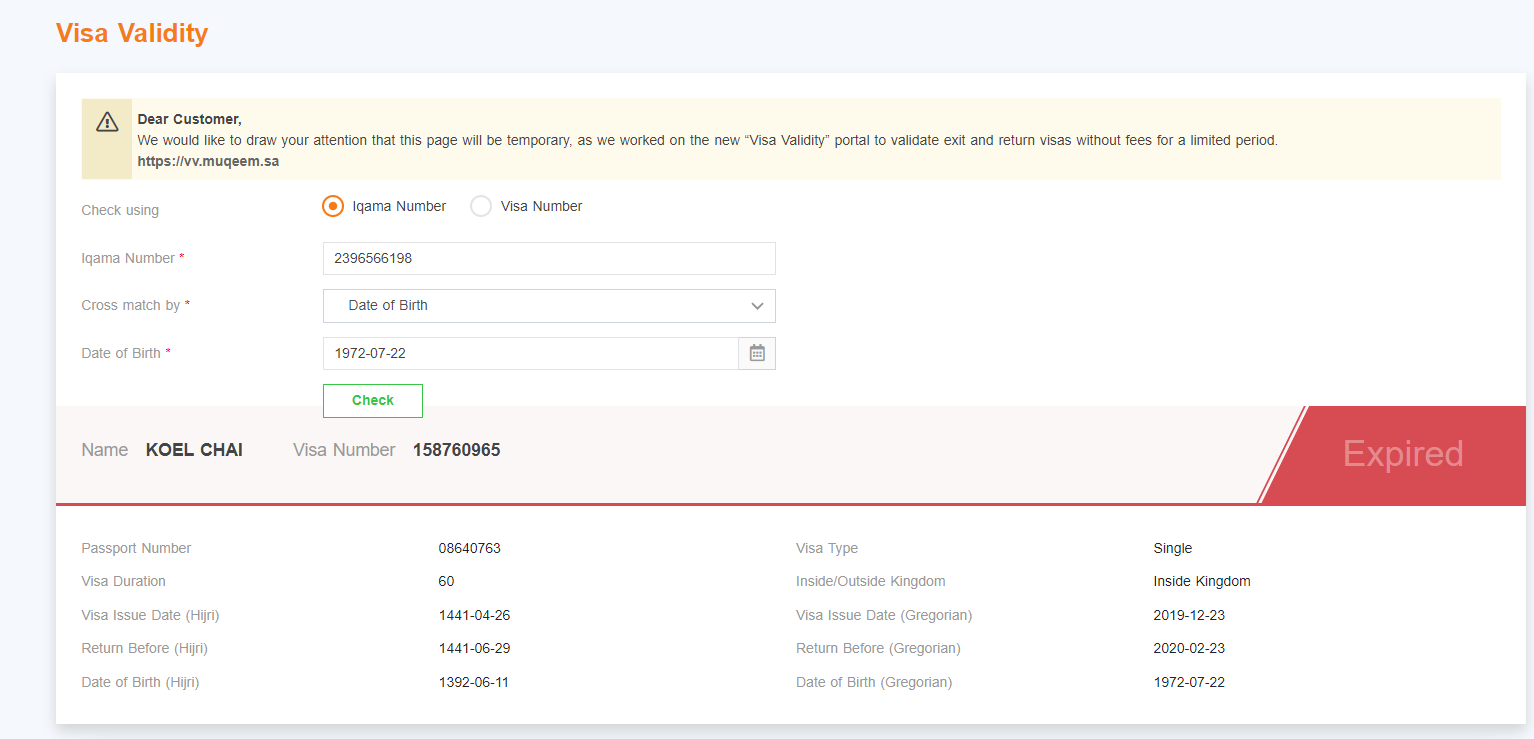 Visa Validity
Dear Customer,
We would like to draw your attention that this page will be temporary, as we worked on the new “Visa Validity” portal to validate exit and return visas without fees for a limited period.
https://vv.muqeem.sa
Check using Iqama Number Visa Number
Iqama Number * 2396566198
Cross match by * Date of Birth
Date of Birth * 1972-07-22
Check
Name KOEL CHAI Visa Number 158760965 Expired
Passport Number 08640763 Visa Type Single
Visa Duration 60 Inside/Outside Kingdom Inside Kingdom
Visa Issue Date (Hijri) 1441-04-26 Visa Issue Date (Gregorian) 2019-12-23
Return Before (Hijri) 1441-06-29 Return Before (Gregorian) 2020-02-23
Date of Birth (Hijri) 1392-06-11 Date of Birth (Gregorian) 1972-07-22